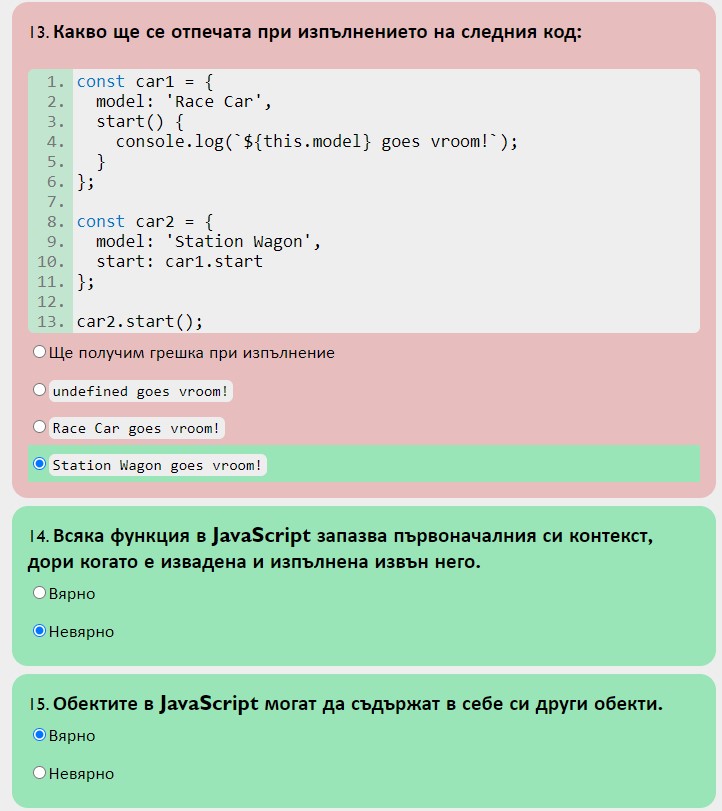 13. Какво ще се отпечата при изпълнението на следния код:
1. const car1 = {
2.   model: 'Race Car',
3.   start() {
4.     console.log(`${this.model} goes vroom!`);
5.   }
6. };
7.
8. const car2 = {
9.   model: 'Station Wagon',
10.   start: car1.start
11. };
12.
13. car2.start();
Ще получим грешка при изпълнение
undefined goes vroom!
Race Car goes vroom!
Station Wagon goes vroom!
14. Всяка функция в JavaScript запазва първоначалния си контекст,
дори когато е извадена и изпълнена извън него.
Вярно
Невярно
15. Обектите в JavaScript могат да съдържат в себе си други обекти.
Вярно
Невярно